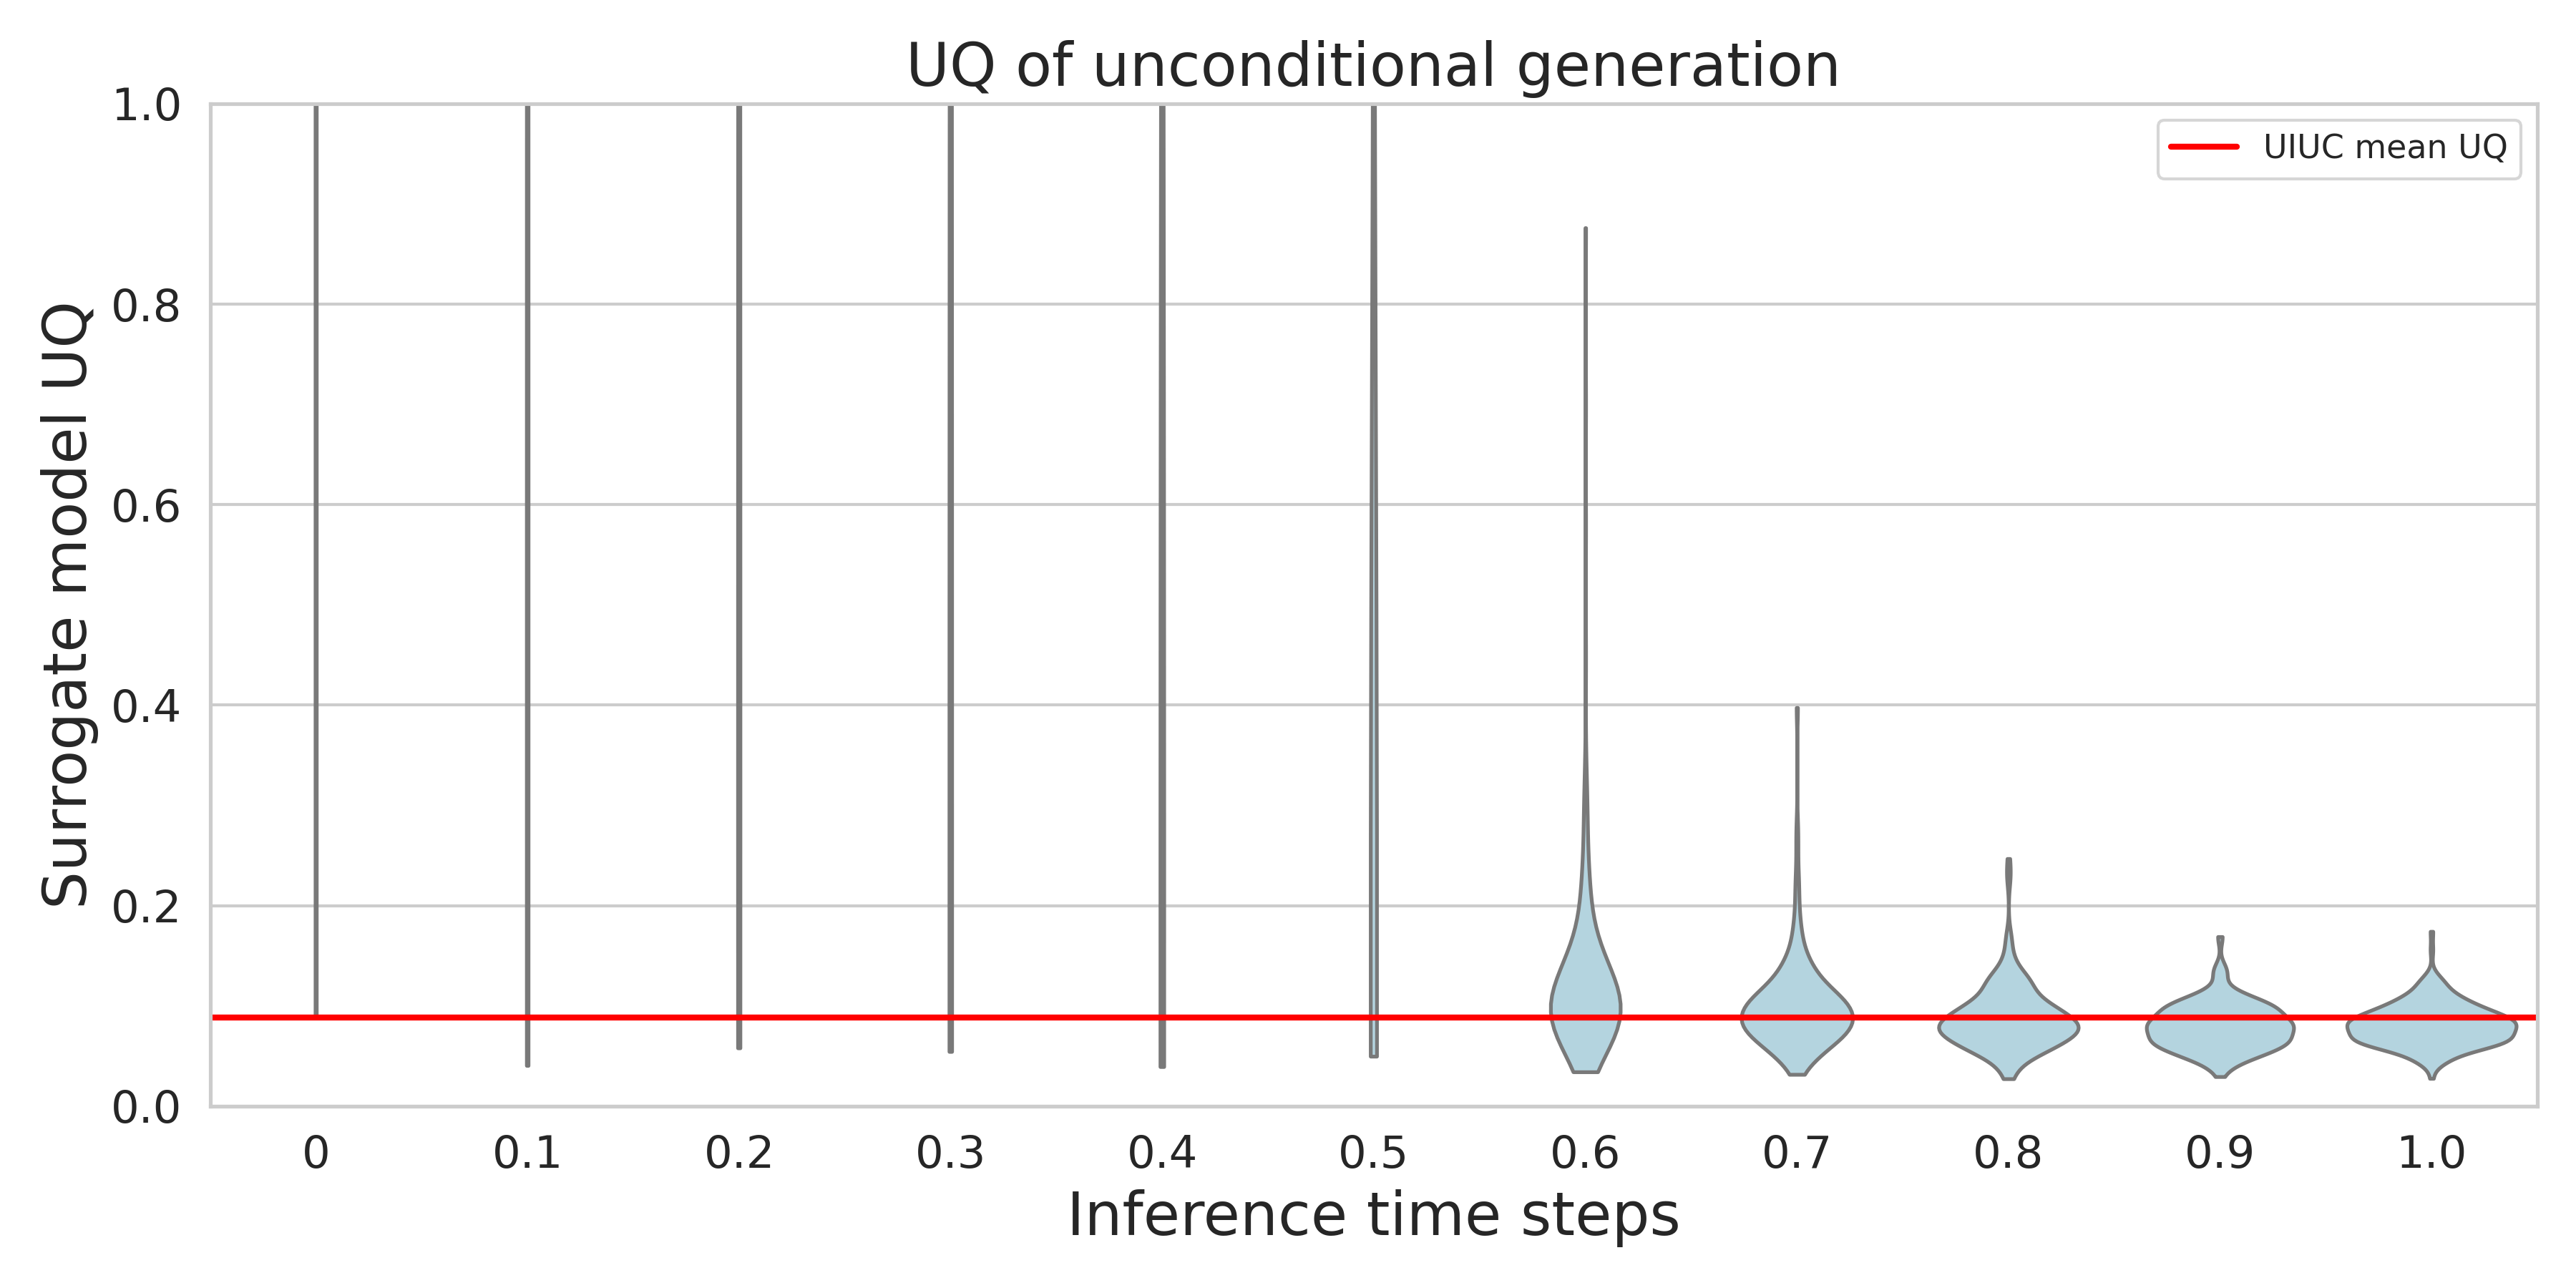 UQ of unconditional generation
UIUC mean UQ
Surrogate model UQ
1.0
0.8
0.6
0.4
0.2
0.0
0 0.1 0.2 0.3 0.4 0.5 0.6 0.7 0.8 0.9 1.0
Inference time steps